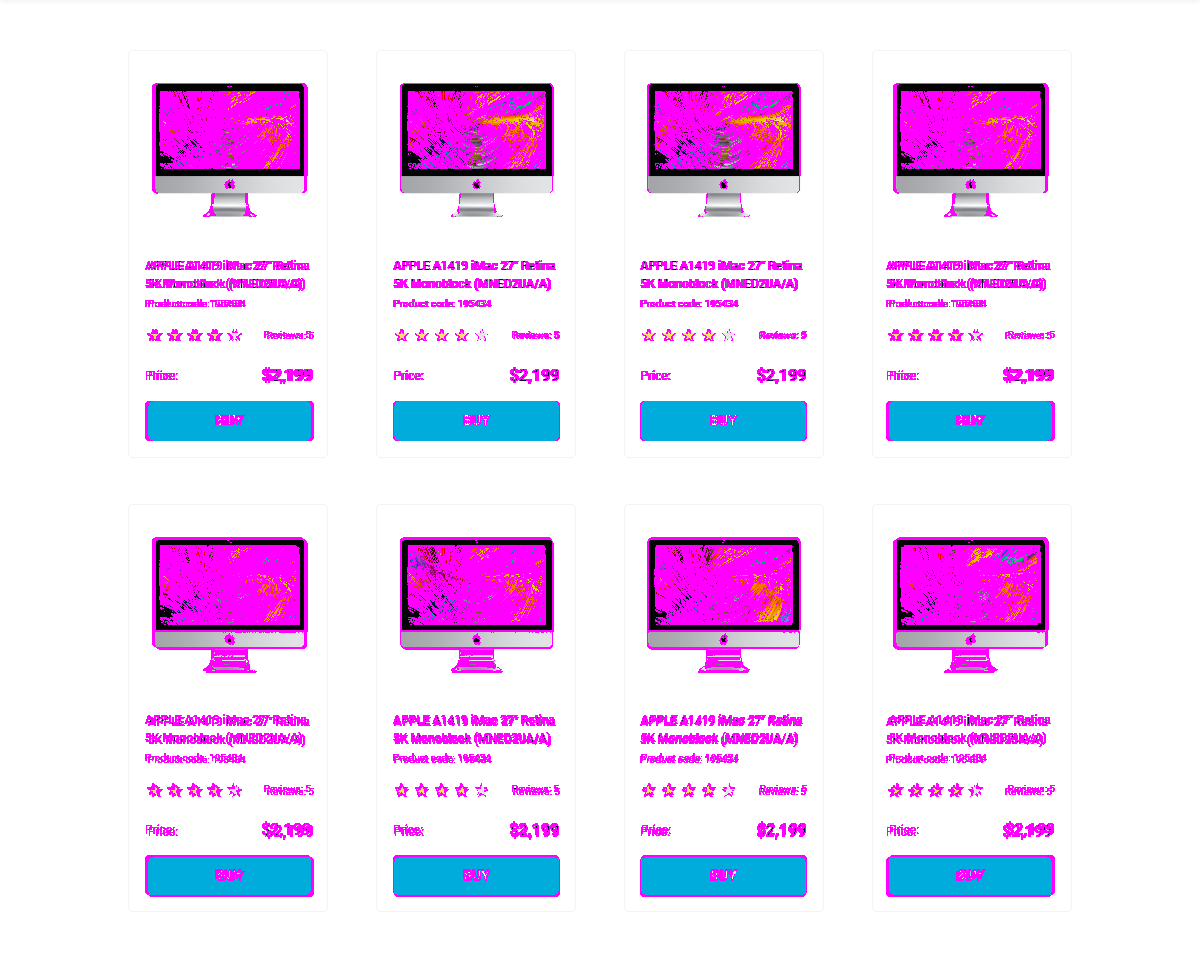 APPLE A1419 iMac 27" Retina
5K Monoblock (MNED2UA/A)
Product code: 195434
Reviews: 5
Price:
$2,199
BUY
APPLE A1419 iMac 27" Retina
5K Monoblock (MNED2UA/A)
Product code: 195434
Reviews: 5
Price:
$2,199
BUY
APPLE A1419 iMac 27" Retina
5K Monoblock (MNED2UA/A)
Product code: 195434
Reviews: 5
Price:
$2,199
BUY
APPLE A1419 iMac 27" Retina
5K Monoblock (MNED2UA/A)
Product code: 195434
Reviews: 5
Price:
$2,199
BUY
APPLE A1419 iMac 27" Retina
5K Monoblock (MNED2UA/A)
Product code: 195434
Reviews: 5
Price:
$2,199
BUY
APPLE A1419 iMac 27" Retina
5K Monoblock (MNED2UA/A)
Product code: 195434
Reviews: 5
Price:
$2,199
BUY
APPLE A1419 iMac 27" Retina
5K Monoblock (MNED2UA/A)
Product code: 195434
Reviews: 5
Price:
$2,199
BUY
APPLE A1419 iMac 27" Retina
5K Monoblock (MNED2UA/A)
Product code: 195434
Reviews: 5
Price:
$2,199
BUY